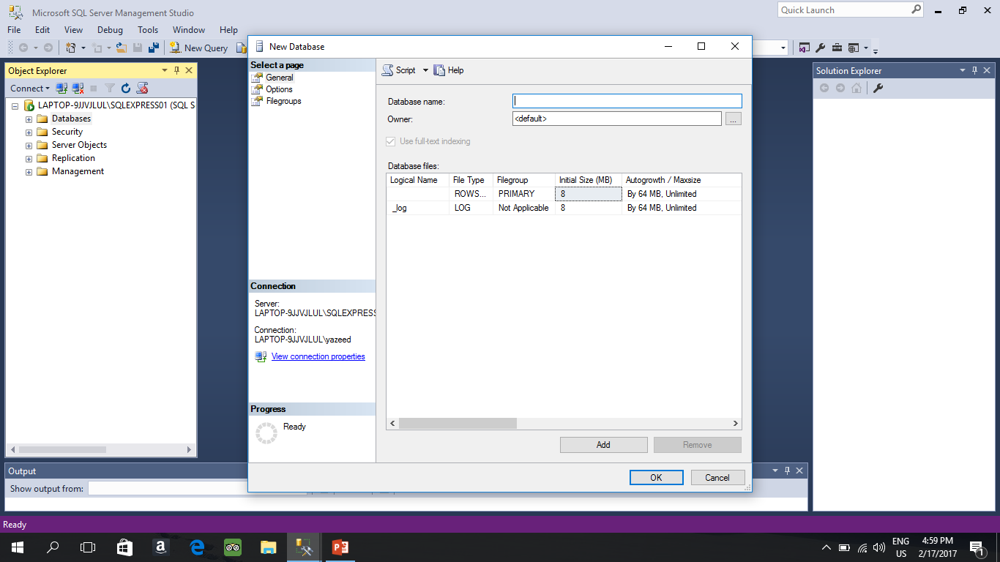 Microsoft SQL Server Management Studio
Quick Launch
File Edit View Debug Tools Window Help
New Query
Object Explorer
Connect
LAPTOP-9JJVJLUL\SQLEXPRESS01 (SQL S
Databases
Security
Server Objects
Replication
Management
New Database
Select a page
General
Options
Filegroups
Connection
Server:
LAPTOP-9JJVJLUL\SQLEXPRESS
Connection:
LAPTOP-9JJVJLUL\yazeed
View connection properties
Progress
Ready
Script Help
Database name:
Owner: <default> ...
Use full-text indexing
Database files:
Logical Name File Type Filegroup Initial Size (MB) Autogrowth / Maxsize
ROWS... PRIMARY 8 By 64 MB, Unlimited
_log LOG Not Applicable 8 By 64 MB, Unlimited
Add Remove
OK Cancel
Solution Explorer
Output
Show output from:
Ready
a
P
ENG
US
4:59 PM
2/17/2017
1